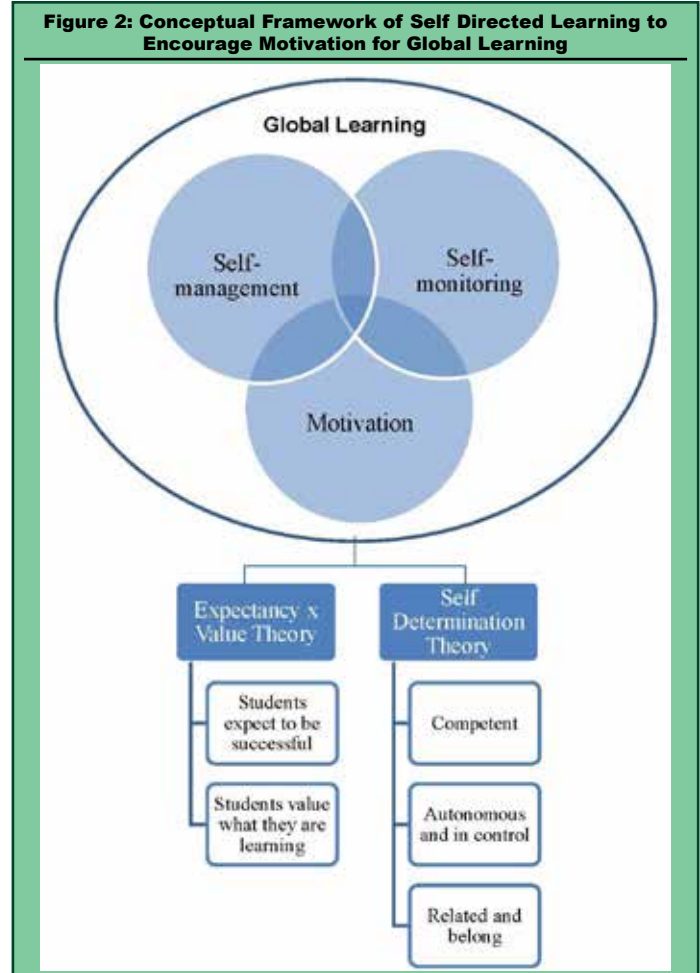 Figure 2: Conceptual Framework of Self Directed Learning to
Encourage Motivation for Global Learning
Global Learning
Self-
management
Self-
monitoring
Motivation
Expectancy x
Value Theory
Self
Determination
Theory
Students
expect to be
successful
Students value
what they are
learning
Competent
Autonomous
and in control
Related and
belong